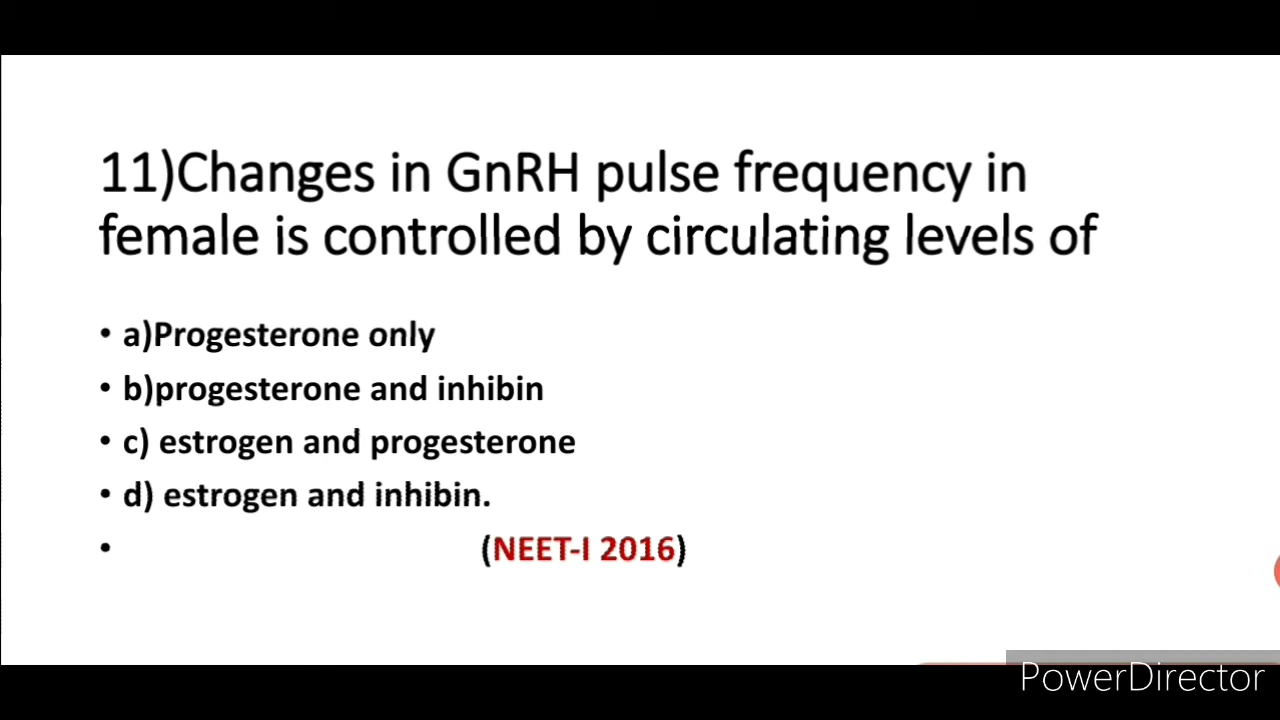 11)Changes in GnRH pulse frequency in
female is controlled by circulating levels of
• a)Progesterone only
• b)progesterone and inhibin
• c) estrogen and progesterone
• d) estrogen and inhibin.
• (NEET-I 2016)
PowerDirector